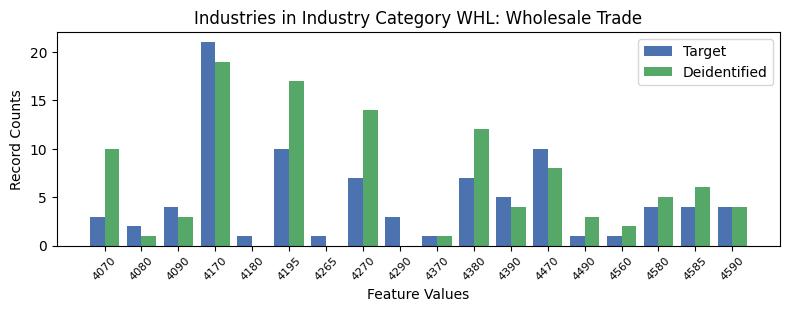 Industries in Industry Category WHL: Wholesale Trade
Target
Deidentified
Record Counts
20
15
10
5
0
4070 4080 4090 4170 4180 4195 4265 4270 4290 4370 4380 4390 4470 4490 4560 4580 4585 4590
Feature Values